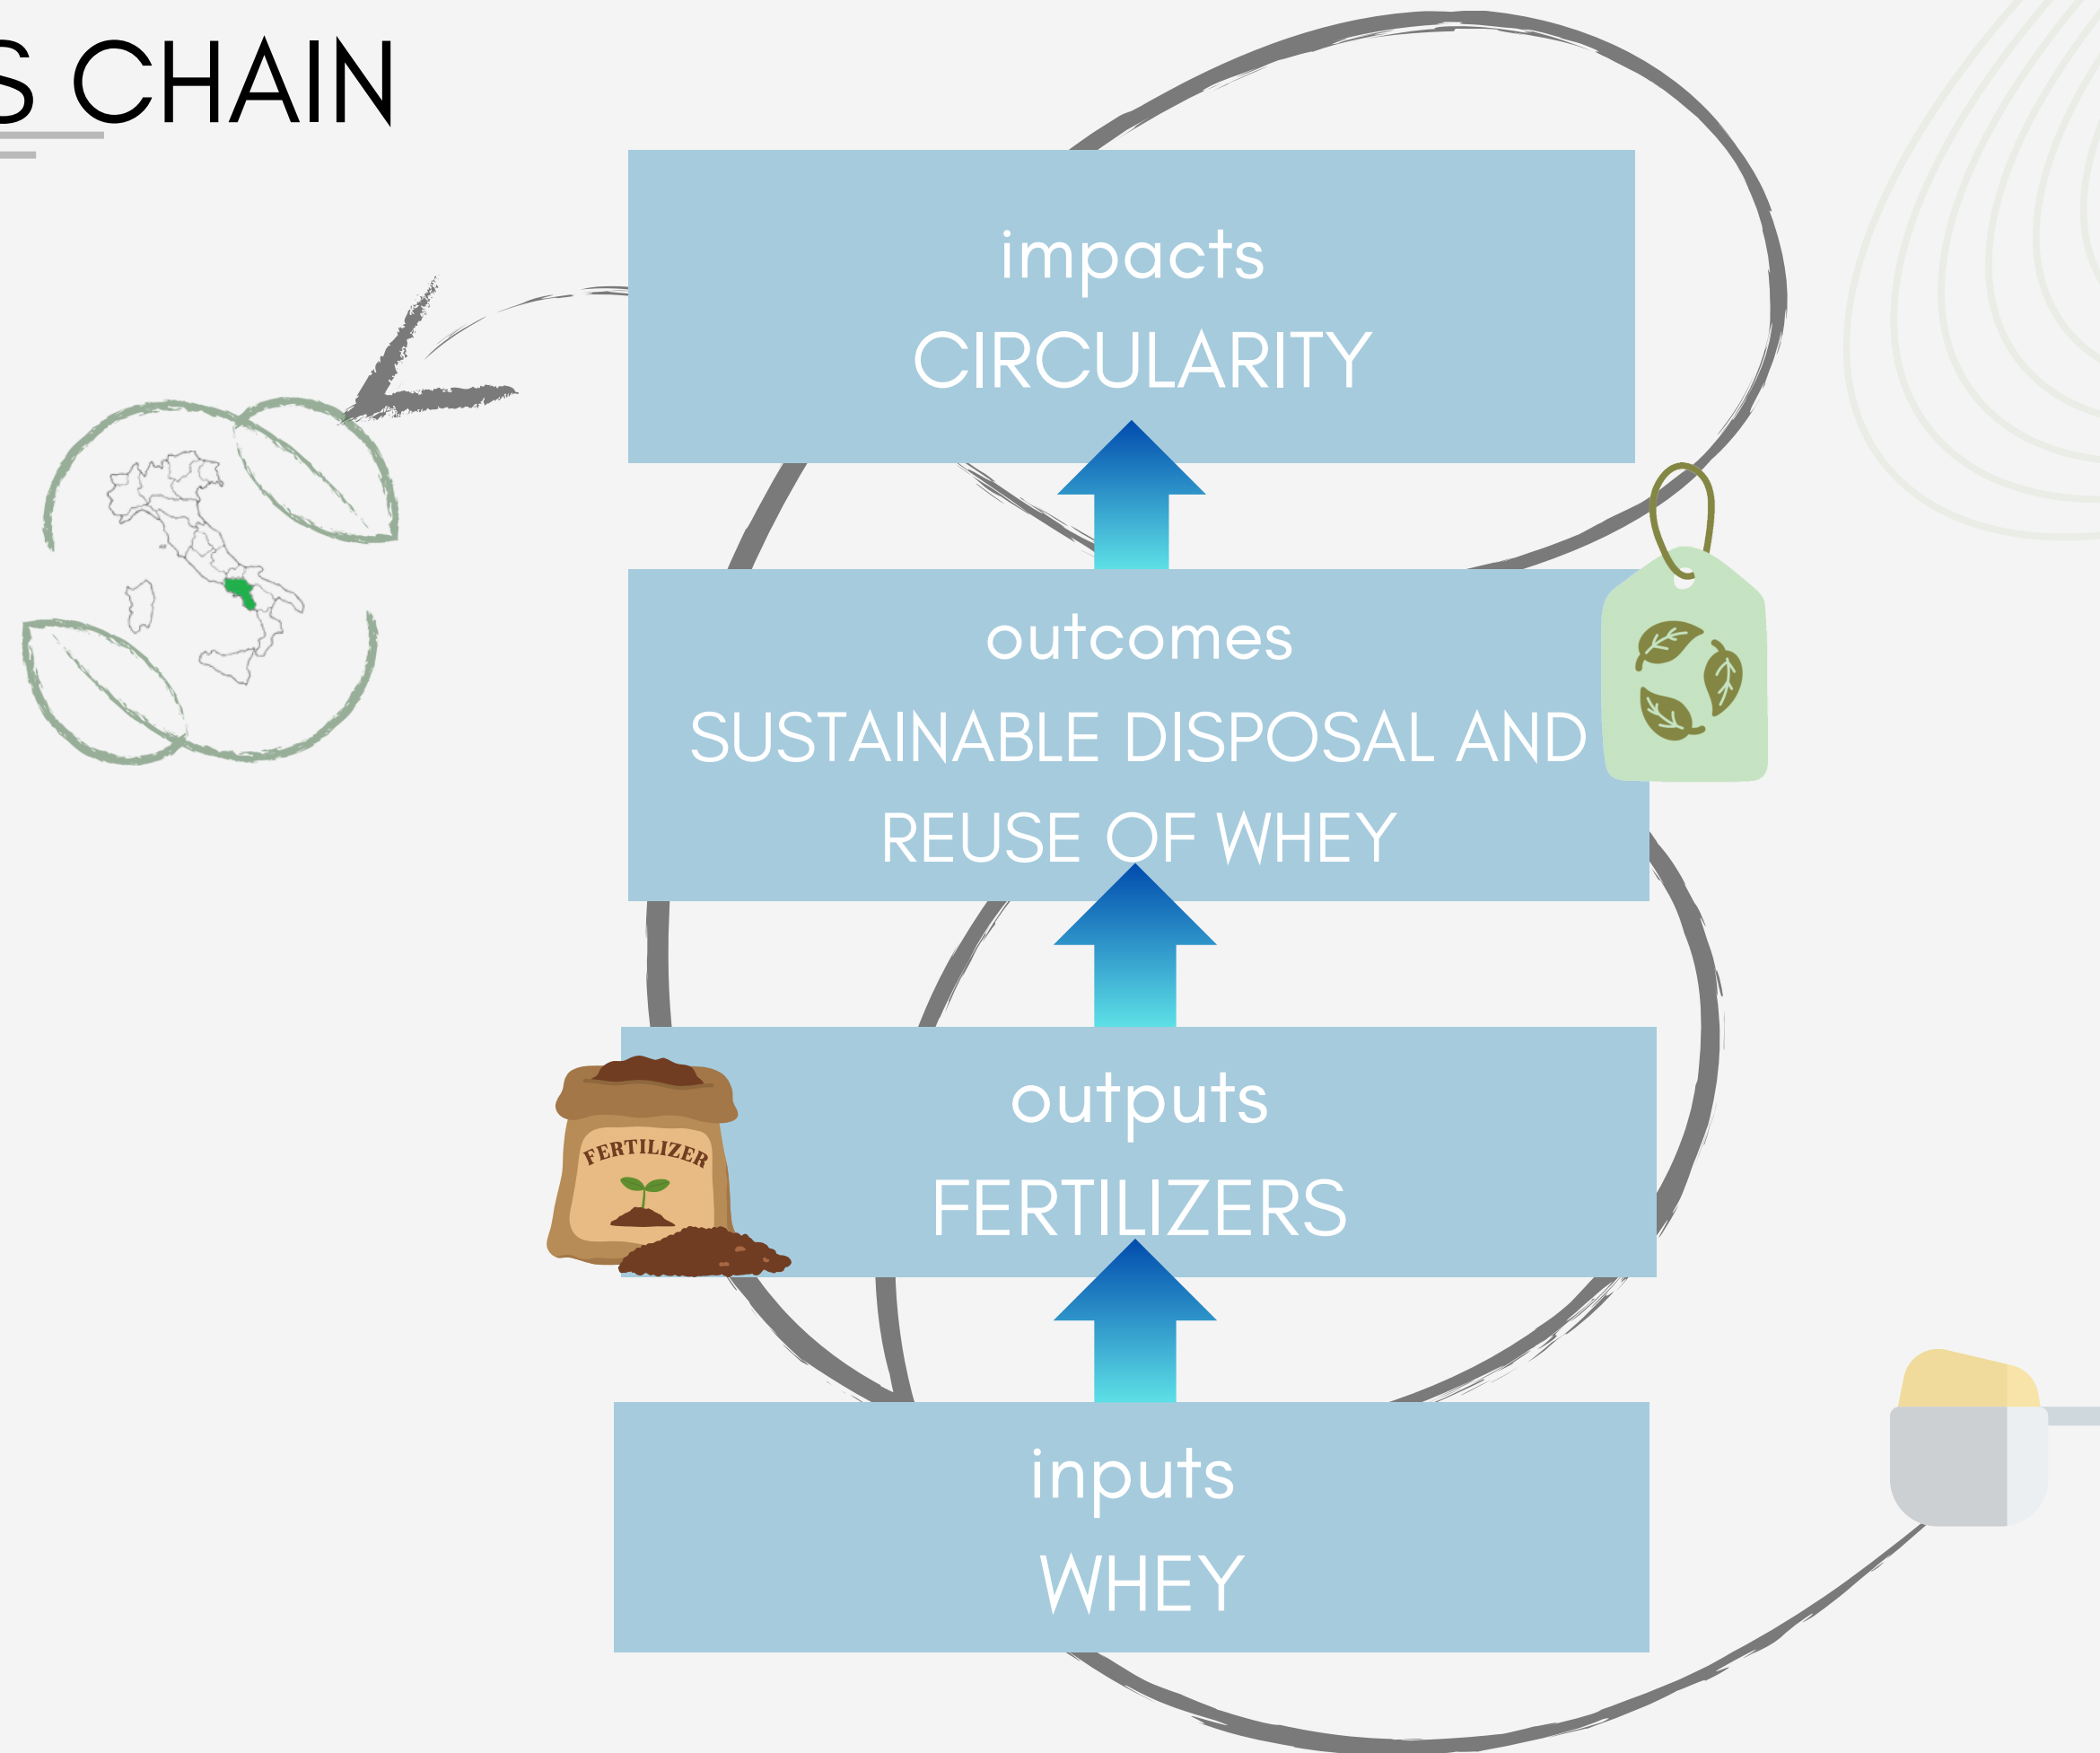 S CHAIN
impacts
CIRCULARITY
outcomes
SUSTAINABLE DISPOSAL AND
REUSE OF WHEY
outputs
FERTILIZERS
FERTILIZER
inputs
WHEY